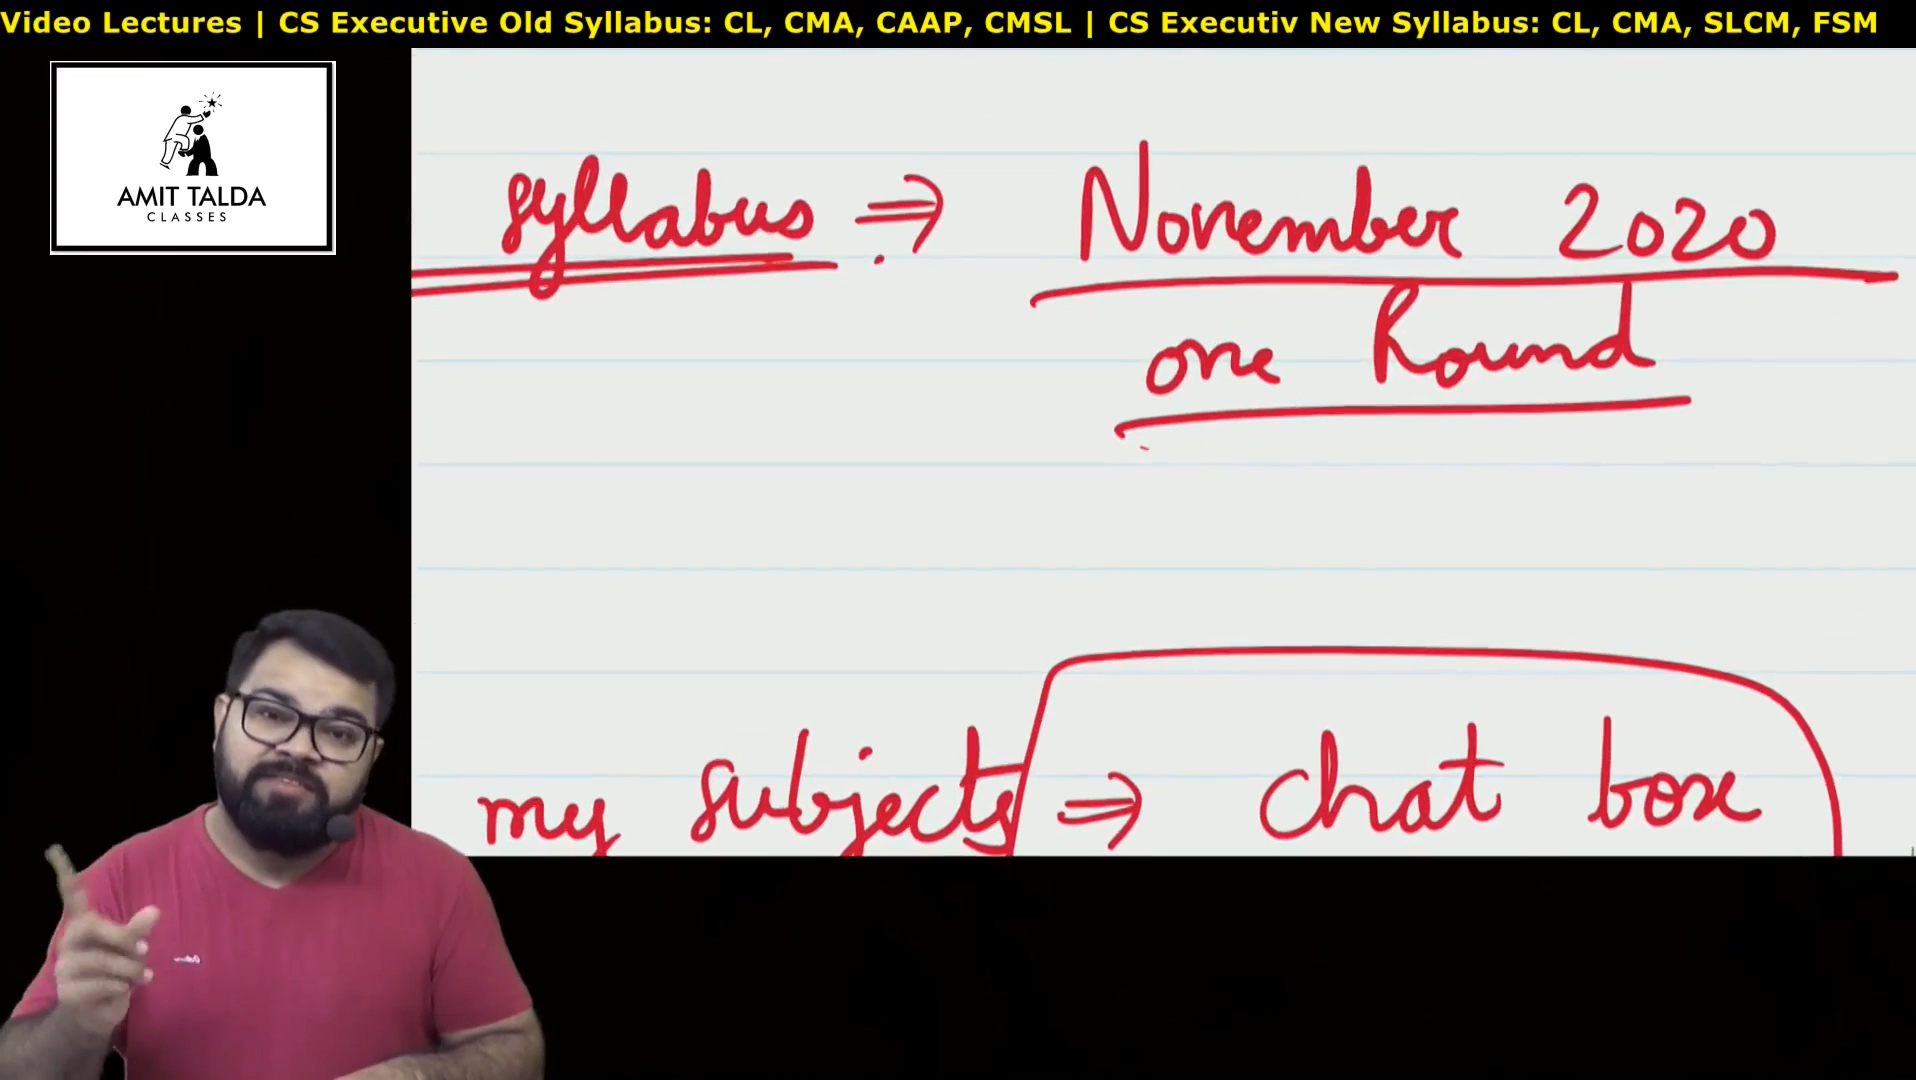 Video Lectures | CS Executive Old Syllabus: CL, CMA, CAAP, CMSL | CS Executiv New Syllabus: CL, CMA, SLCM, FSM
AMIT TALDA
CLASSES
syllabus ⇒ November 2020
one Round
my subjects ⇒ chat box